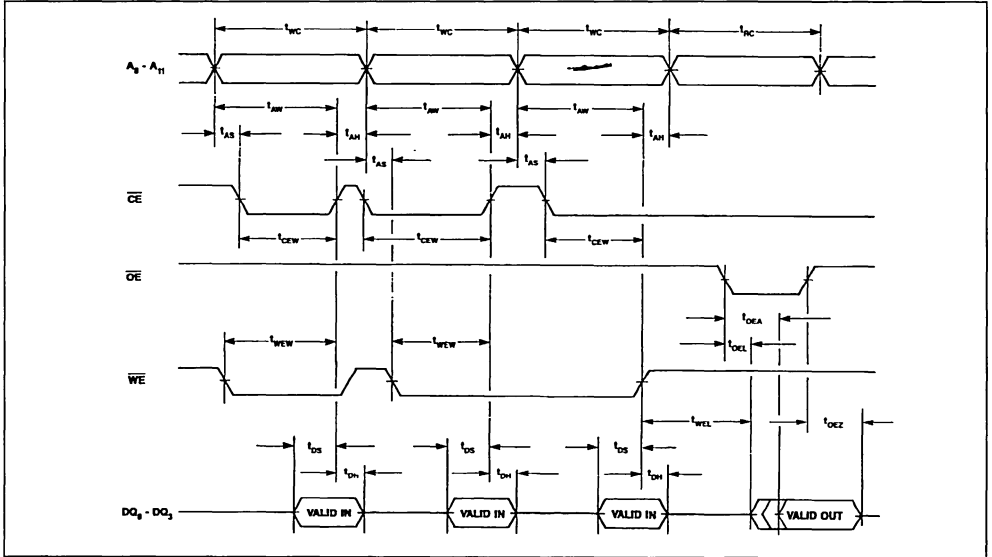 tWC tWC tWC tRC
A0 - A11
tAW tAW tAW
tAS tAH tAH tAH
tAS tAS
CE
tCEW tCEW tCEW
OE
tOEA
tOEL
tWEW tWEW
WE
tWEL tOEZ
tDS tDS tDS
tDH tDH tDH
DQ0 - DQ3 VALID IN VALID IN VALID IN VALID OUT